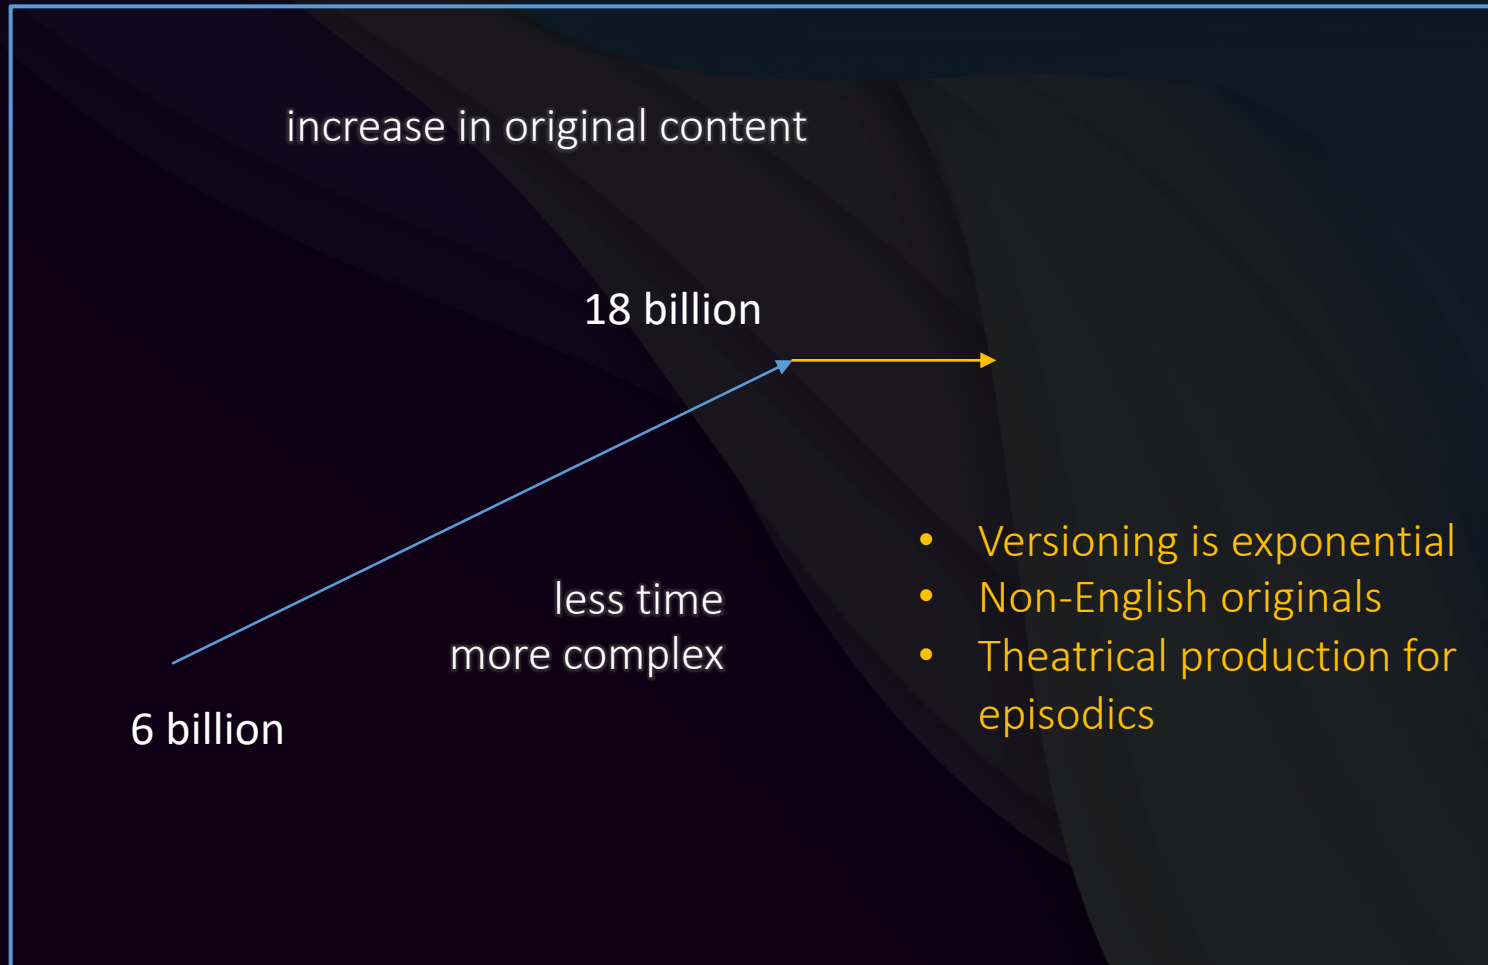 increase in original content
18 billion
less time
more complex
6 billion
• Versioning is exponential
• Non-English originals
• Theatrical production for
episodics